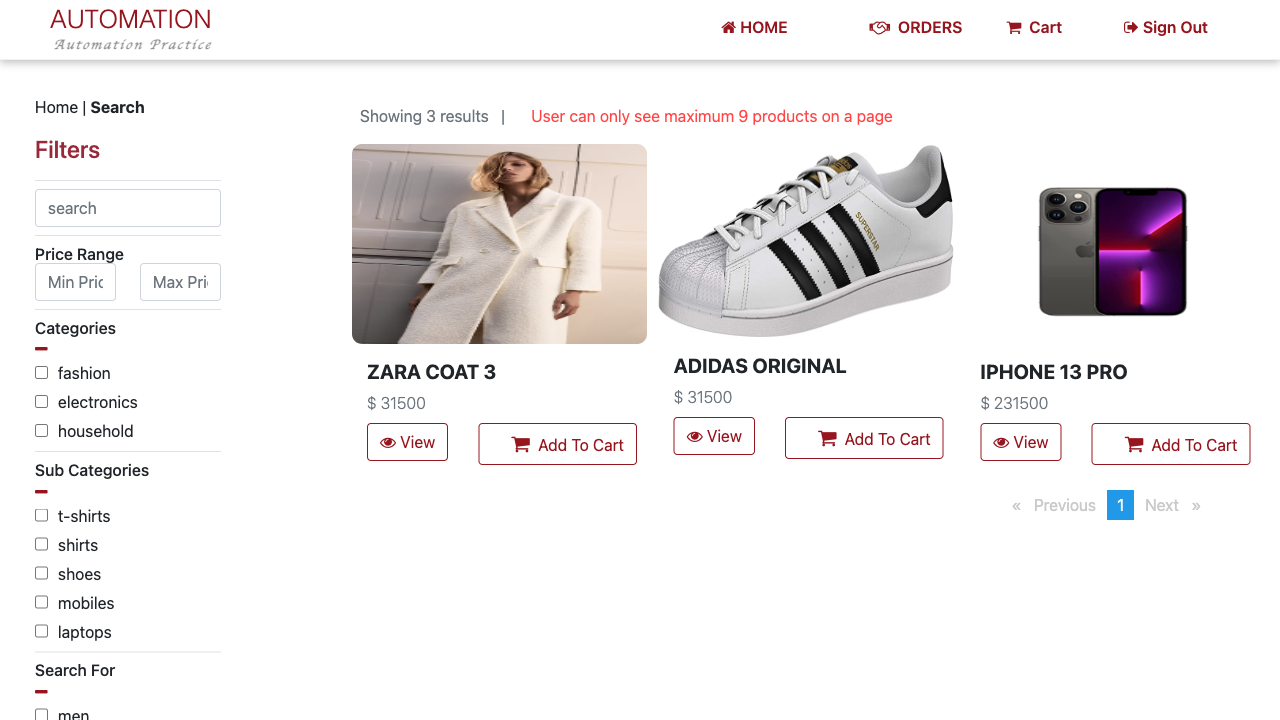 AUTOMATION
Automation Practice
HOME
ORDERS
Cart
Sign Out
Home | Search
Filters
search
Price Range
Min Pric
Max Pri
Categories
fashion
electronics
household
Sub Categories
t-shirts
shirts
shoes
mobiles
laptops
Search For
men
Showing 3 results |
User can only see maximum 9 products on a page
SUPERSTAR
ZARA COAT 3
$ 31500
View
Add To Cart
ADIDAS ORIGINAL
$ 31500
View
Add To Cart
IPHONE 13 PRO
$ 231500
View
Add To Cart
« Previous 1 Next »